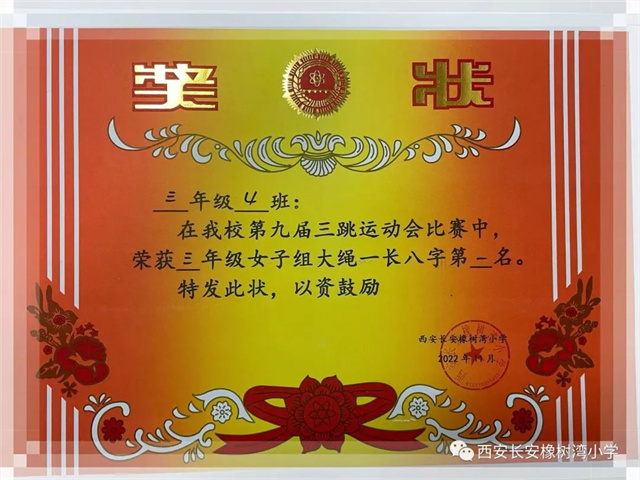 奖 状
三年级4班：
在我校第九届三跳运动会比赛中，
荣获三年级女子组大绳一长八字第一名。
特发此状，以资鼓励
西安长安橡树湾小学
2022年11月
西安长安橡树湾小学